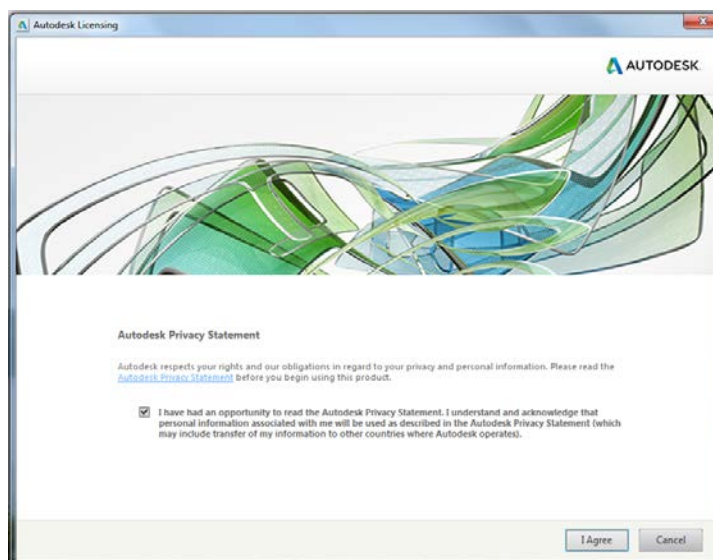 Autodesk Licensing
AUTODESK
Autodesk Privacy Statement
Autodesk respects your rights and our obligations in regard to your privacy and personal information. Please read the
Autodesk Privacy Statement before you begin using this product.
I have had an opportunity to read the Autodesk Privacy Statement. I understand and acknowledge that
personal information associated with me will be used as described in the Autodesk Privacy Statement (which
may include transfer of my information to other countries where Autodesk operates).
I Agree Cancel